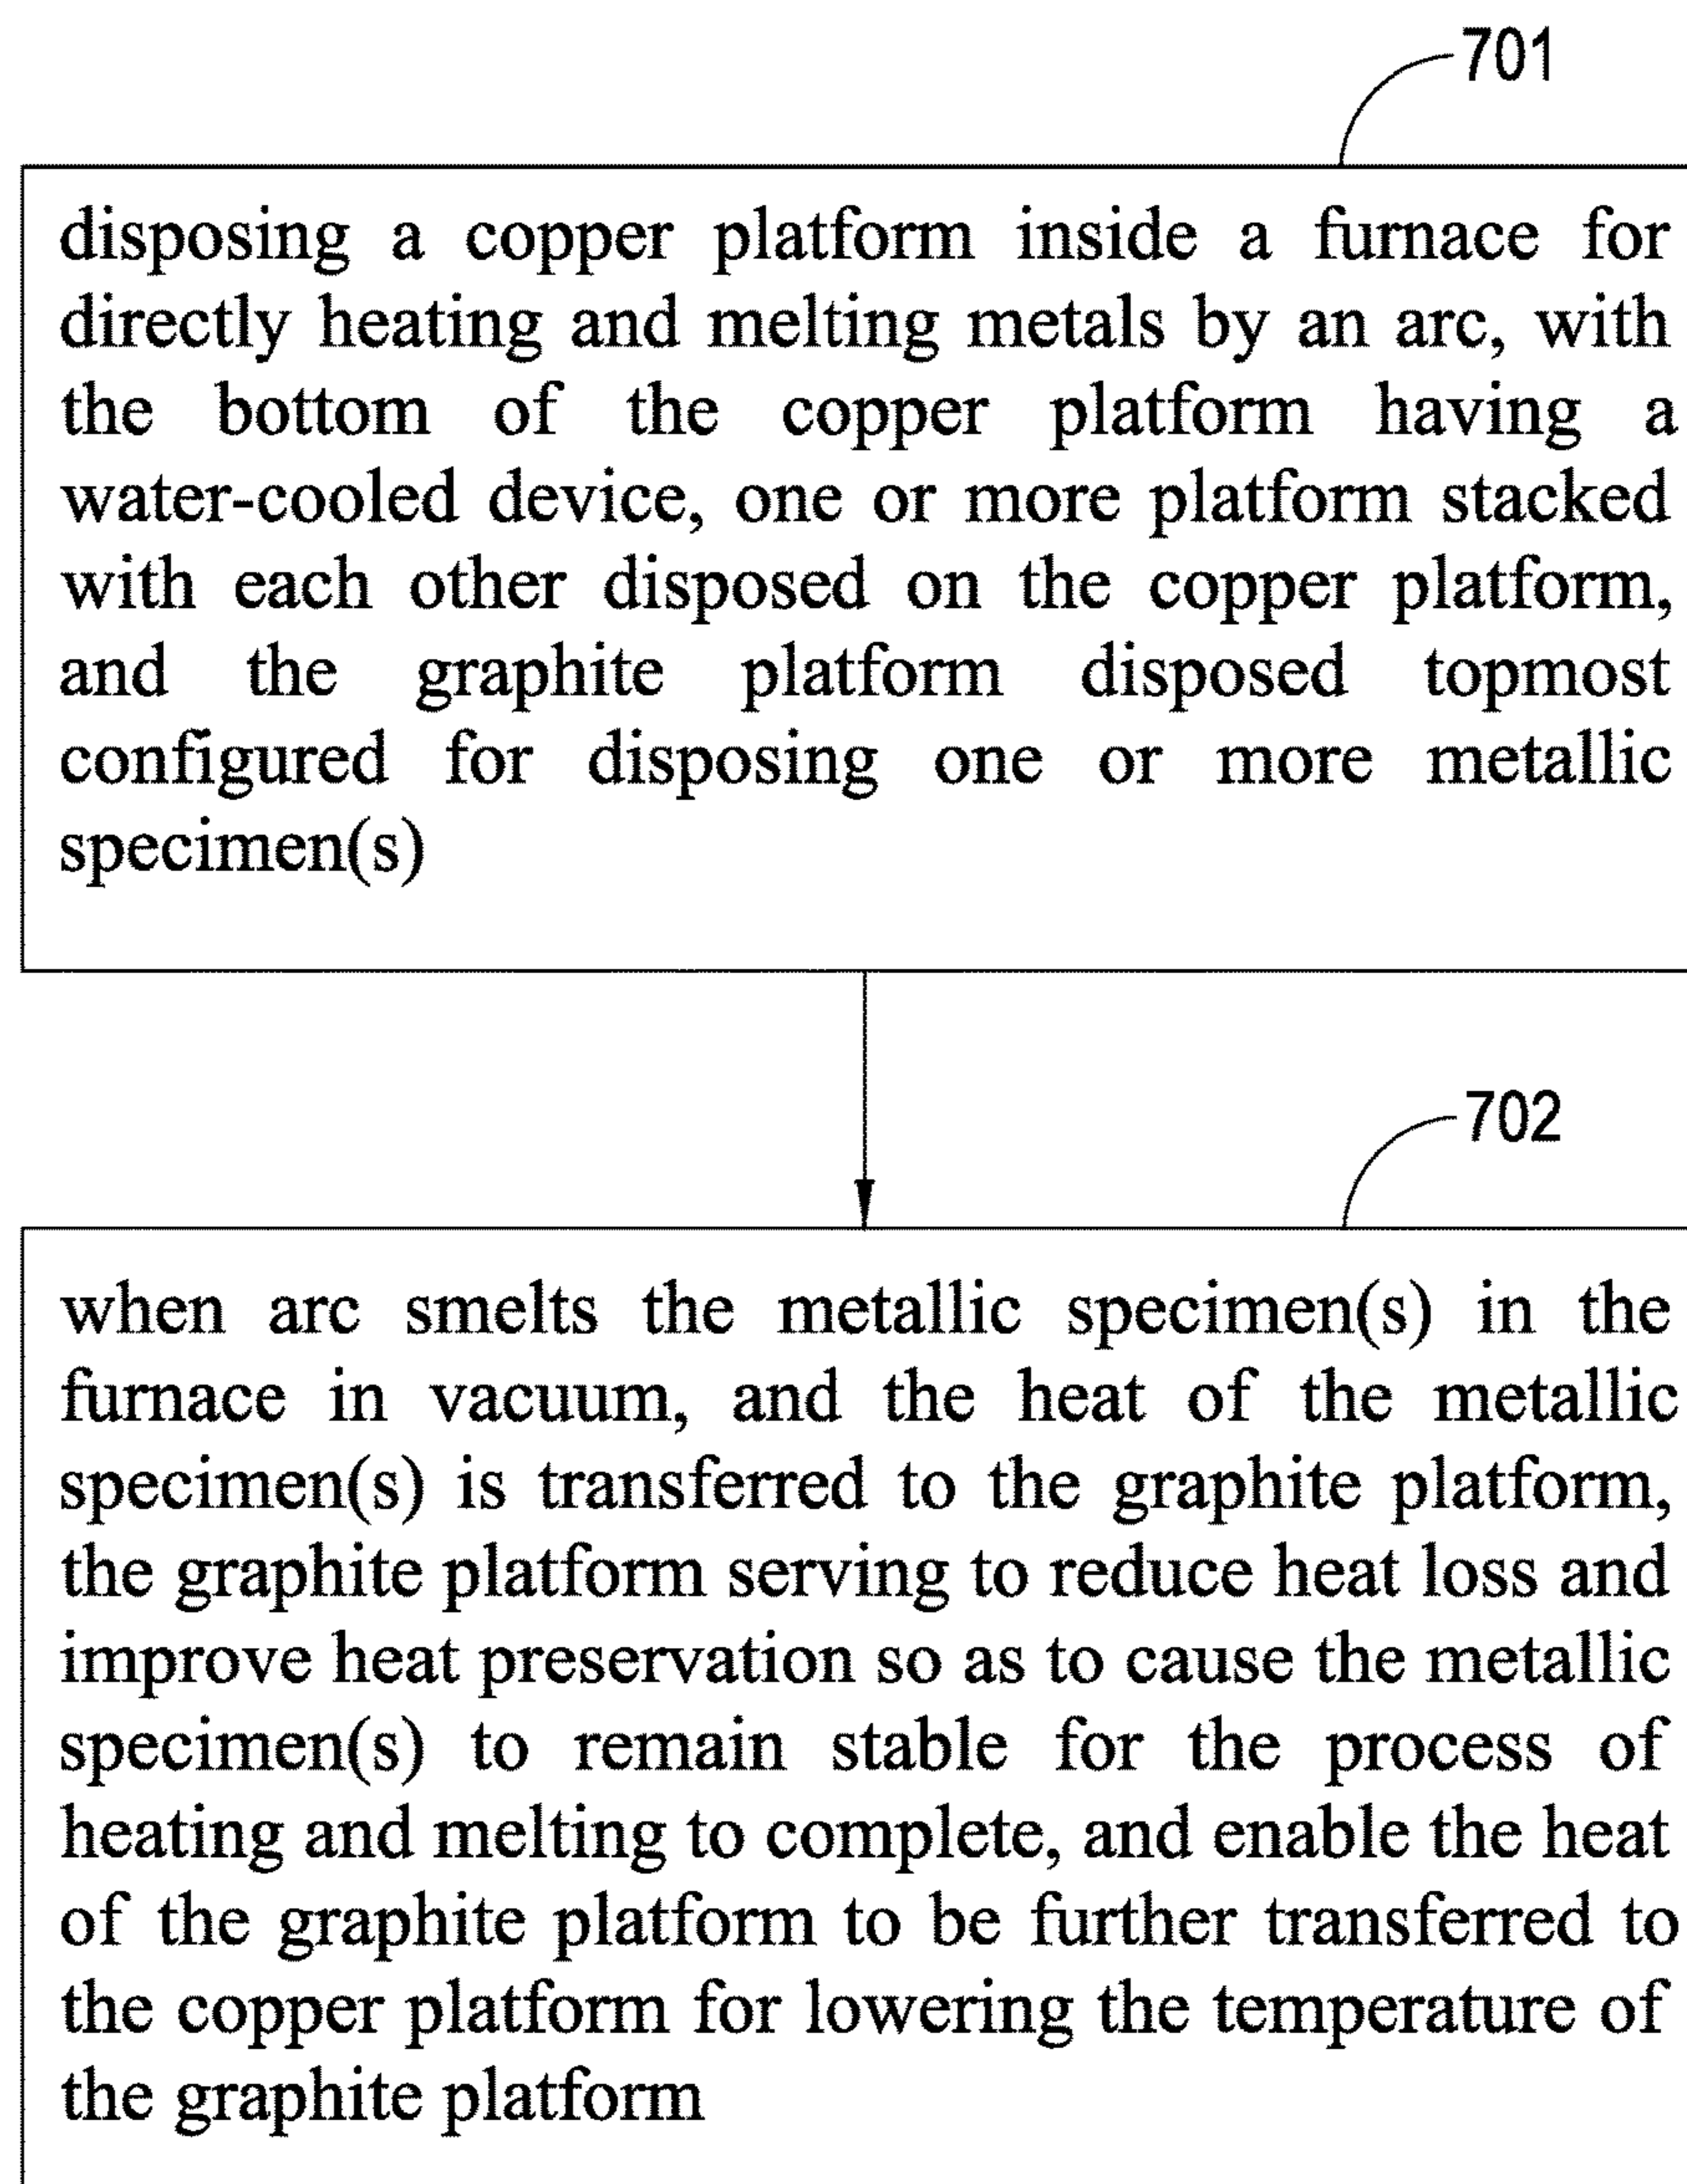 701
disposing a copper platform inside a furnace for
directly heating and melting metals by an arc, with
the bottom of the copper platform having a
water-cooled device, one or more platform stacked
with each other disposed on the copper platform,
and the graphite platform disposed topmost
configured for disposing one or more metallic
specimen(s)
702
when arc smelts the metallic specimen(s) in the
furnace in vacuum, and the heat of the metallic
specimen(s) is transferred to the graphite platform,
the graphite platform serving to reduce heat loss and
improve heat preservation so as to cause the metallic
specimen(s) to remain stable for the process of
heating and melting to complete, and enable the heat
of the graphite platform to be further transferred to
the copper platform for lowering the temperature of
the graphite platform